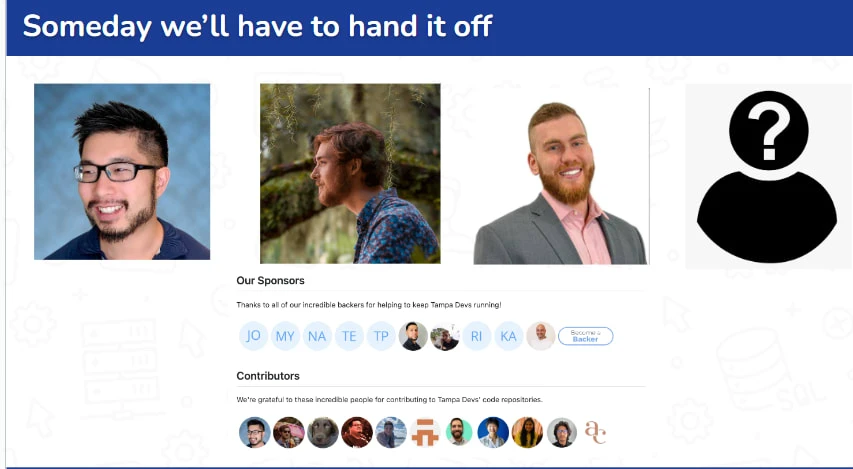 Someday we’ll have to hand it off
?
Our Sponsors
Thanks to all of our incredible backers for helping to keep Tampa Devs running!
JO MY NA TE TP RI KA Become a
Backer
Contributors
We're grateful to these incredible people for contributing to Tampa Devs' code repositories.
ac
SQL